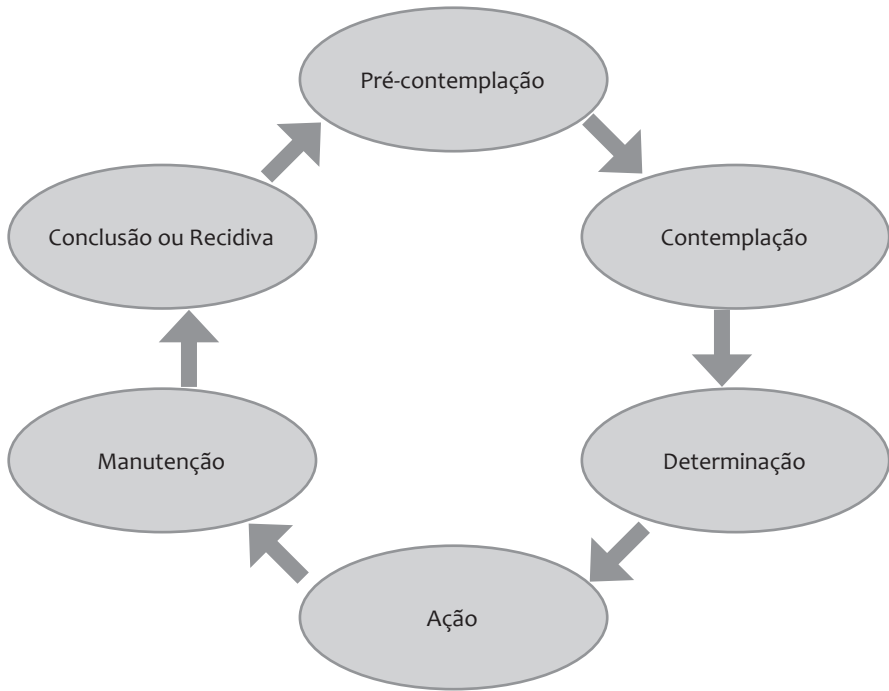 Pré-contemplação
Contemplação
Determinação
Ação
Manutenção
Conclusão ou Recidiva